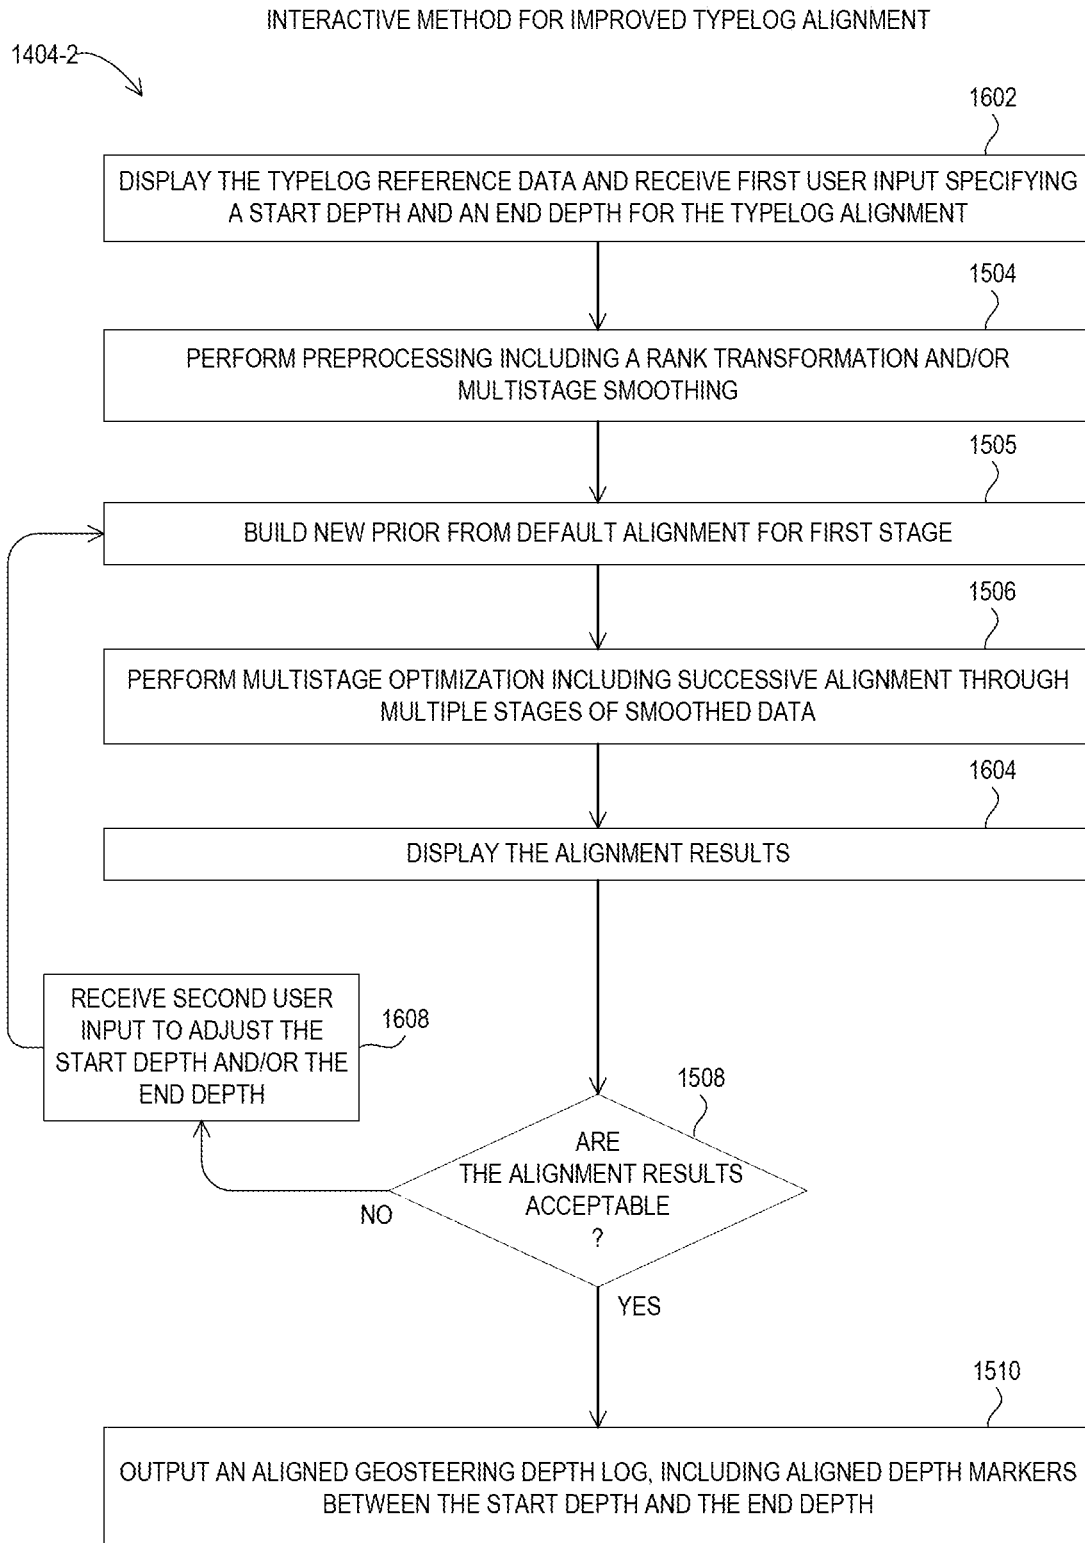 INTERACTIVE METHOD FOR IMPROVED TYPELOG ALIGNMENT
1404-2
1602
DISPLAY THE TYPELOG REFERENCE DATA AND RECEIVE FIRST USER INPUT SPECIFYING
A START DEPTH AND AN END DEPTH FOR THE TYPELOG ALIGNMENT
1504
PERFORM PREPROCESSING INCLUDING A RANK TRANSFORMATION AND/OR
MULTISTAGE SMOOTHING
1505
BUILD NEW PRIOR FROM DEFAULT ALIGNMENT FOR FIRST STAGE
1506
PERFORM MULTISTAGE OPTIMIZATION INCLUDING SUCCESSIVE ALIGNMENT THROUGH
MULTIPLE STAGES OF SMOOTHED DATA
1604
DISPLAY THE ALIGNMENT RESULTS
RECEIVE SECOND USER
INPUT TO ADJUST THE
START DEPTH AND/OR THE
END DEPTH
1608
1508
ARE
THE ALIGNMENT RESULTS
ACCEPTABLE
?
NO
YES
1510
OUTPUT AN ALIGNED GEOSTEERING DEPTH LOG, INCLUDING ALIGNED DEPTH MARKERS
BETWEEN THE START DEPTH AND THE END DEPTH